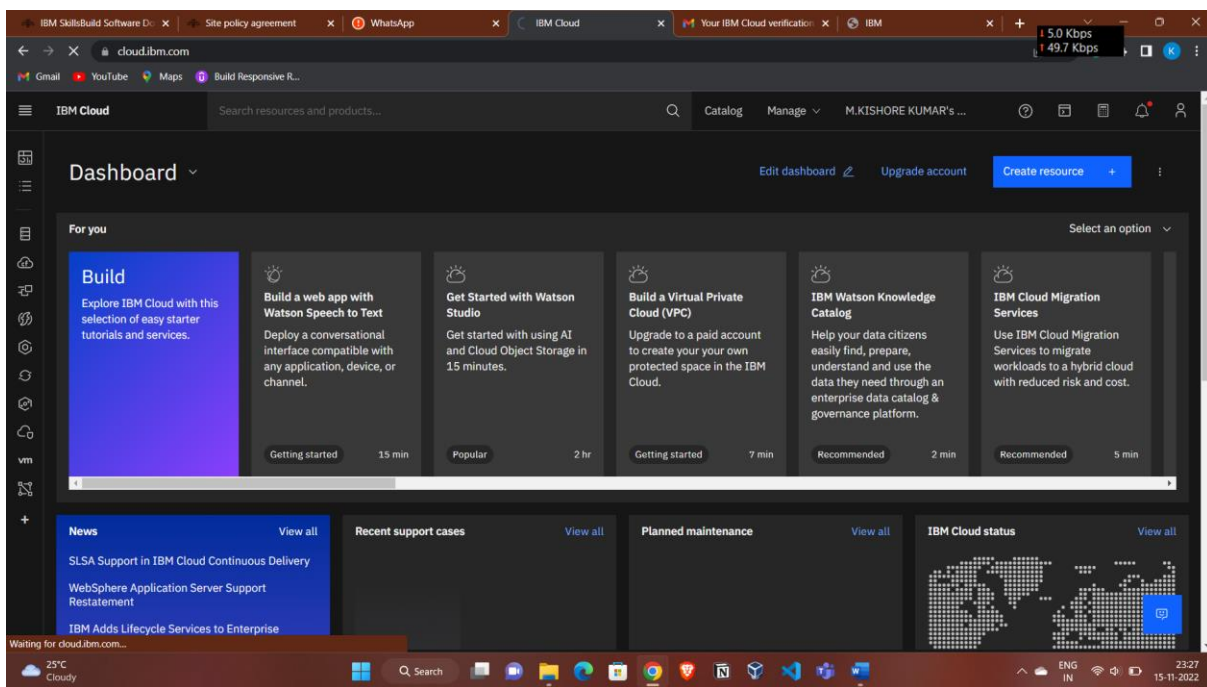 IBM SkillsBuild Software De
Site policy agreement
WhatsApp
IBM Cloud
Your IBM Cloud verification
IBM
5.0 Kbps
49.7 Kbps
cloud.ibm.com
K
Gmail
YouTube
Maps
Build Responsive R...
IBM Cloud
Search resources and products...
Catalog
Manage
M.KISHORE KUMAR's ...
Dashboard
Edit dashboard
Upgrade account
Create resource +
For you
Select an option
Build
Explore IBM Cloud with this
selection of easy starter
tutorials and services.
Build a web app with
Watson Speech to Text
Deploy a conversational
interface compatible with
any application, device, or
channel.
Getting started
15 min
Get Started with Watson
Studio
Get started with using AI
and Cloud Object Storage in
15 minutes.
Popular
2 hr
Build a Virtual Private
Cloud (VPC)
Upgrade to a paid account
to create your your own
protected space in the IBM
Cloud.
Getting started
7 min
IBM Watson Knowledge
Catalog
Help your data citizens
easily find, prepare,
understand and use the
data they need through an
enterprise data catalog &
governance platform.
Recommended
2 min
IBM Cloud Migration
Services
Use IBM Cloud Migration
Services to migrate
workloads to a hybrid cloud
with reduced risk and cost.
Recommended
5 min
vm
News
View all
SLSA Support in IBM Cloud Continuous Delivery
WebSphere Application Server Support
Restatement
IBM Adds Lifecycle Services to Enterprise
Recent support cases
View all
Planned maintenance
View all
IBM Cloud status
View all
Waiting for cloud.ibm.com...
25°C
Cloudy
Search
ENG
IN
23:27
15-11-2022